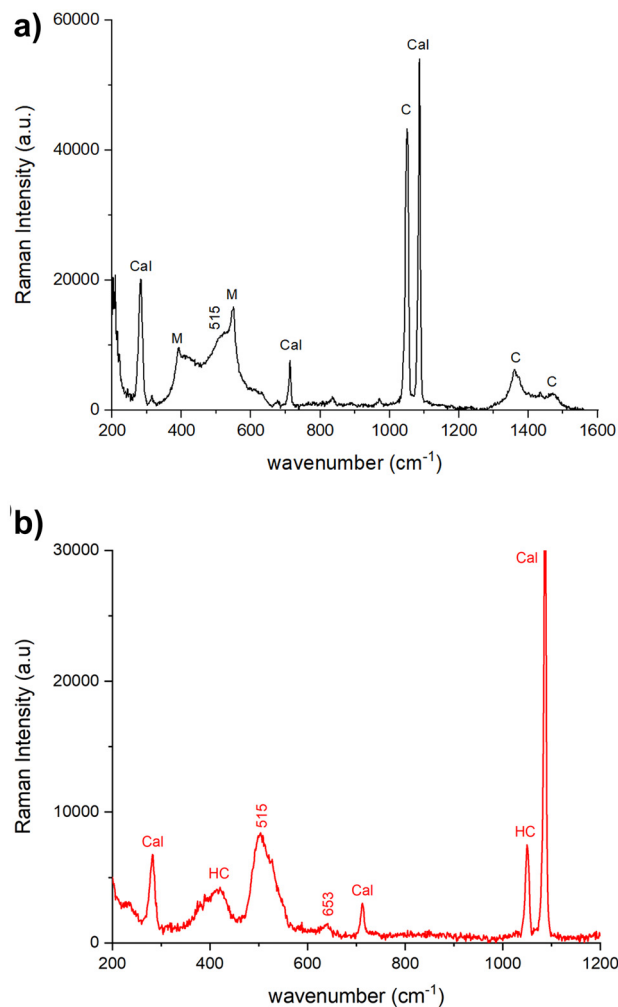 a)
60000
40000
20000
0
Raman Intensity (a.u.)
Cal
M
515
M
Cal
C
Cal
C
C
200 400 600 800 1000 1200 1400 1600
wavenumber (cm⁻¹)
b)
30000
20000
10000
0
Raman Intensity (a.u)
Cal
HC
515
653
Cal
HC
Cal
200 400 600 800 1000 1200
wavenumber (cm⁻¹)